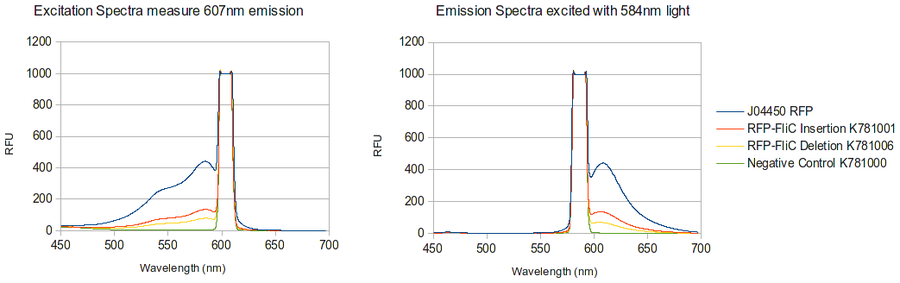 Excitation Spectra measure 607nm emission
1200
1000
800
600
400
200
0
RFU
450
500
550
600
650
700
Wavelength (nm)
Emission Spectra excited with 584nm light
1200
1000
800
600
400
200
0
RFU
450
500
550
600
650
700
Wavelength (nm)
J04450 RFP
RFP-FliC Insertion K781001
RFP-FliC Deletion K781006
Negative Control K781000